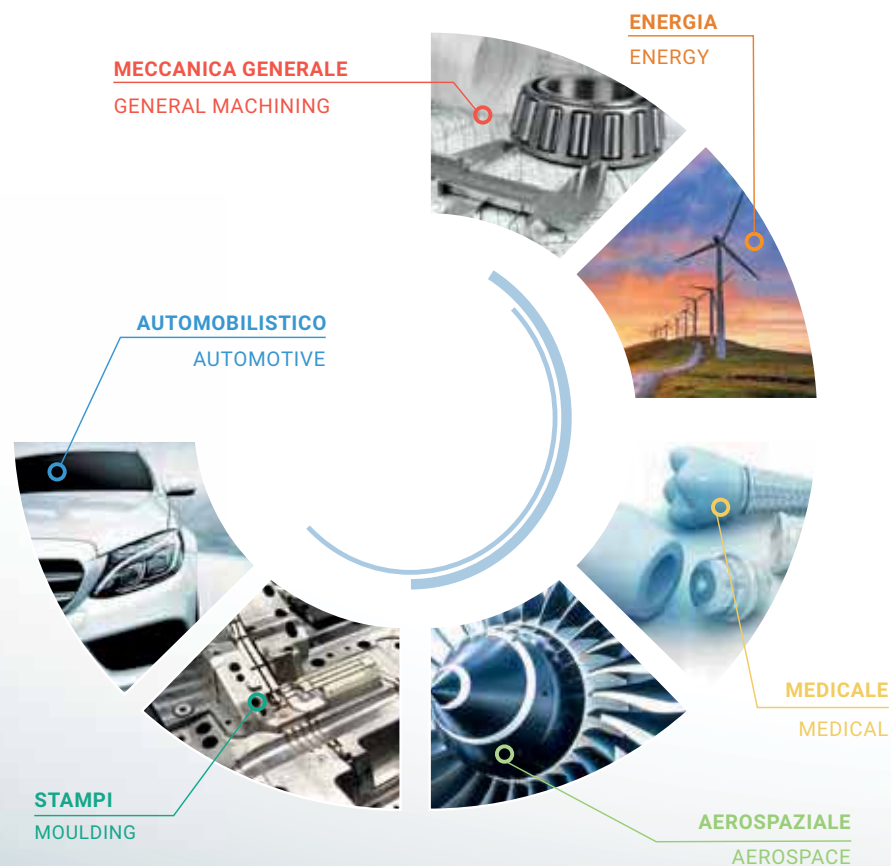 ENERGIA
ENERGY
MECCANICA GENERALE
GENERAL MACHINING
AUTOMOBILISTICO
AUTOMOTIVE
MEDICALE
MEDICAL
STAMPI
MOULDING
AEROSPAZIALE
AEROSPACE